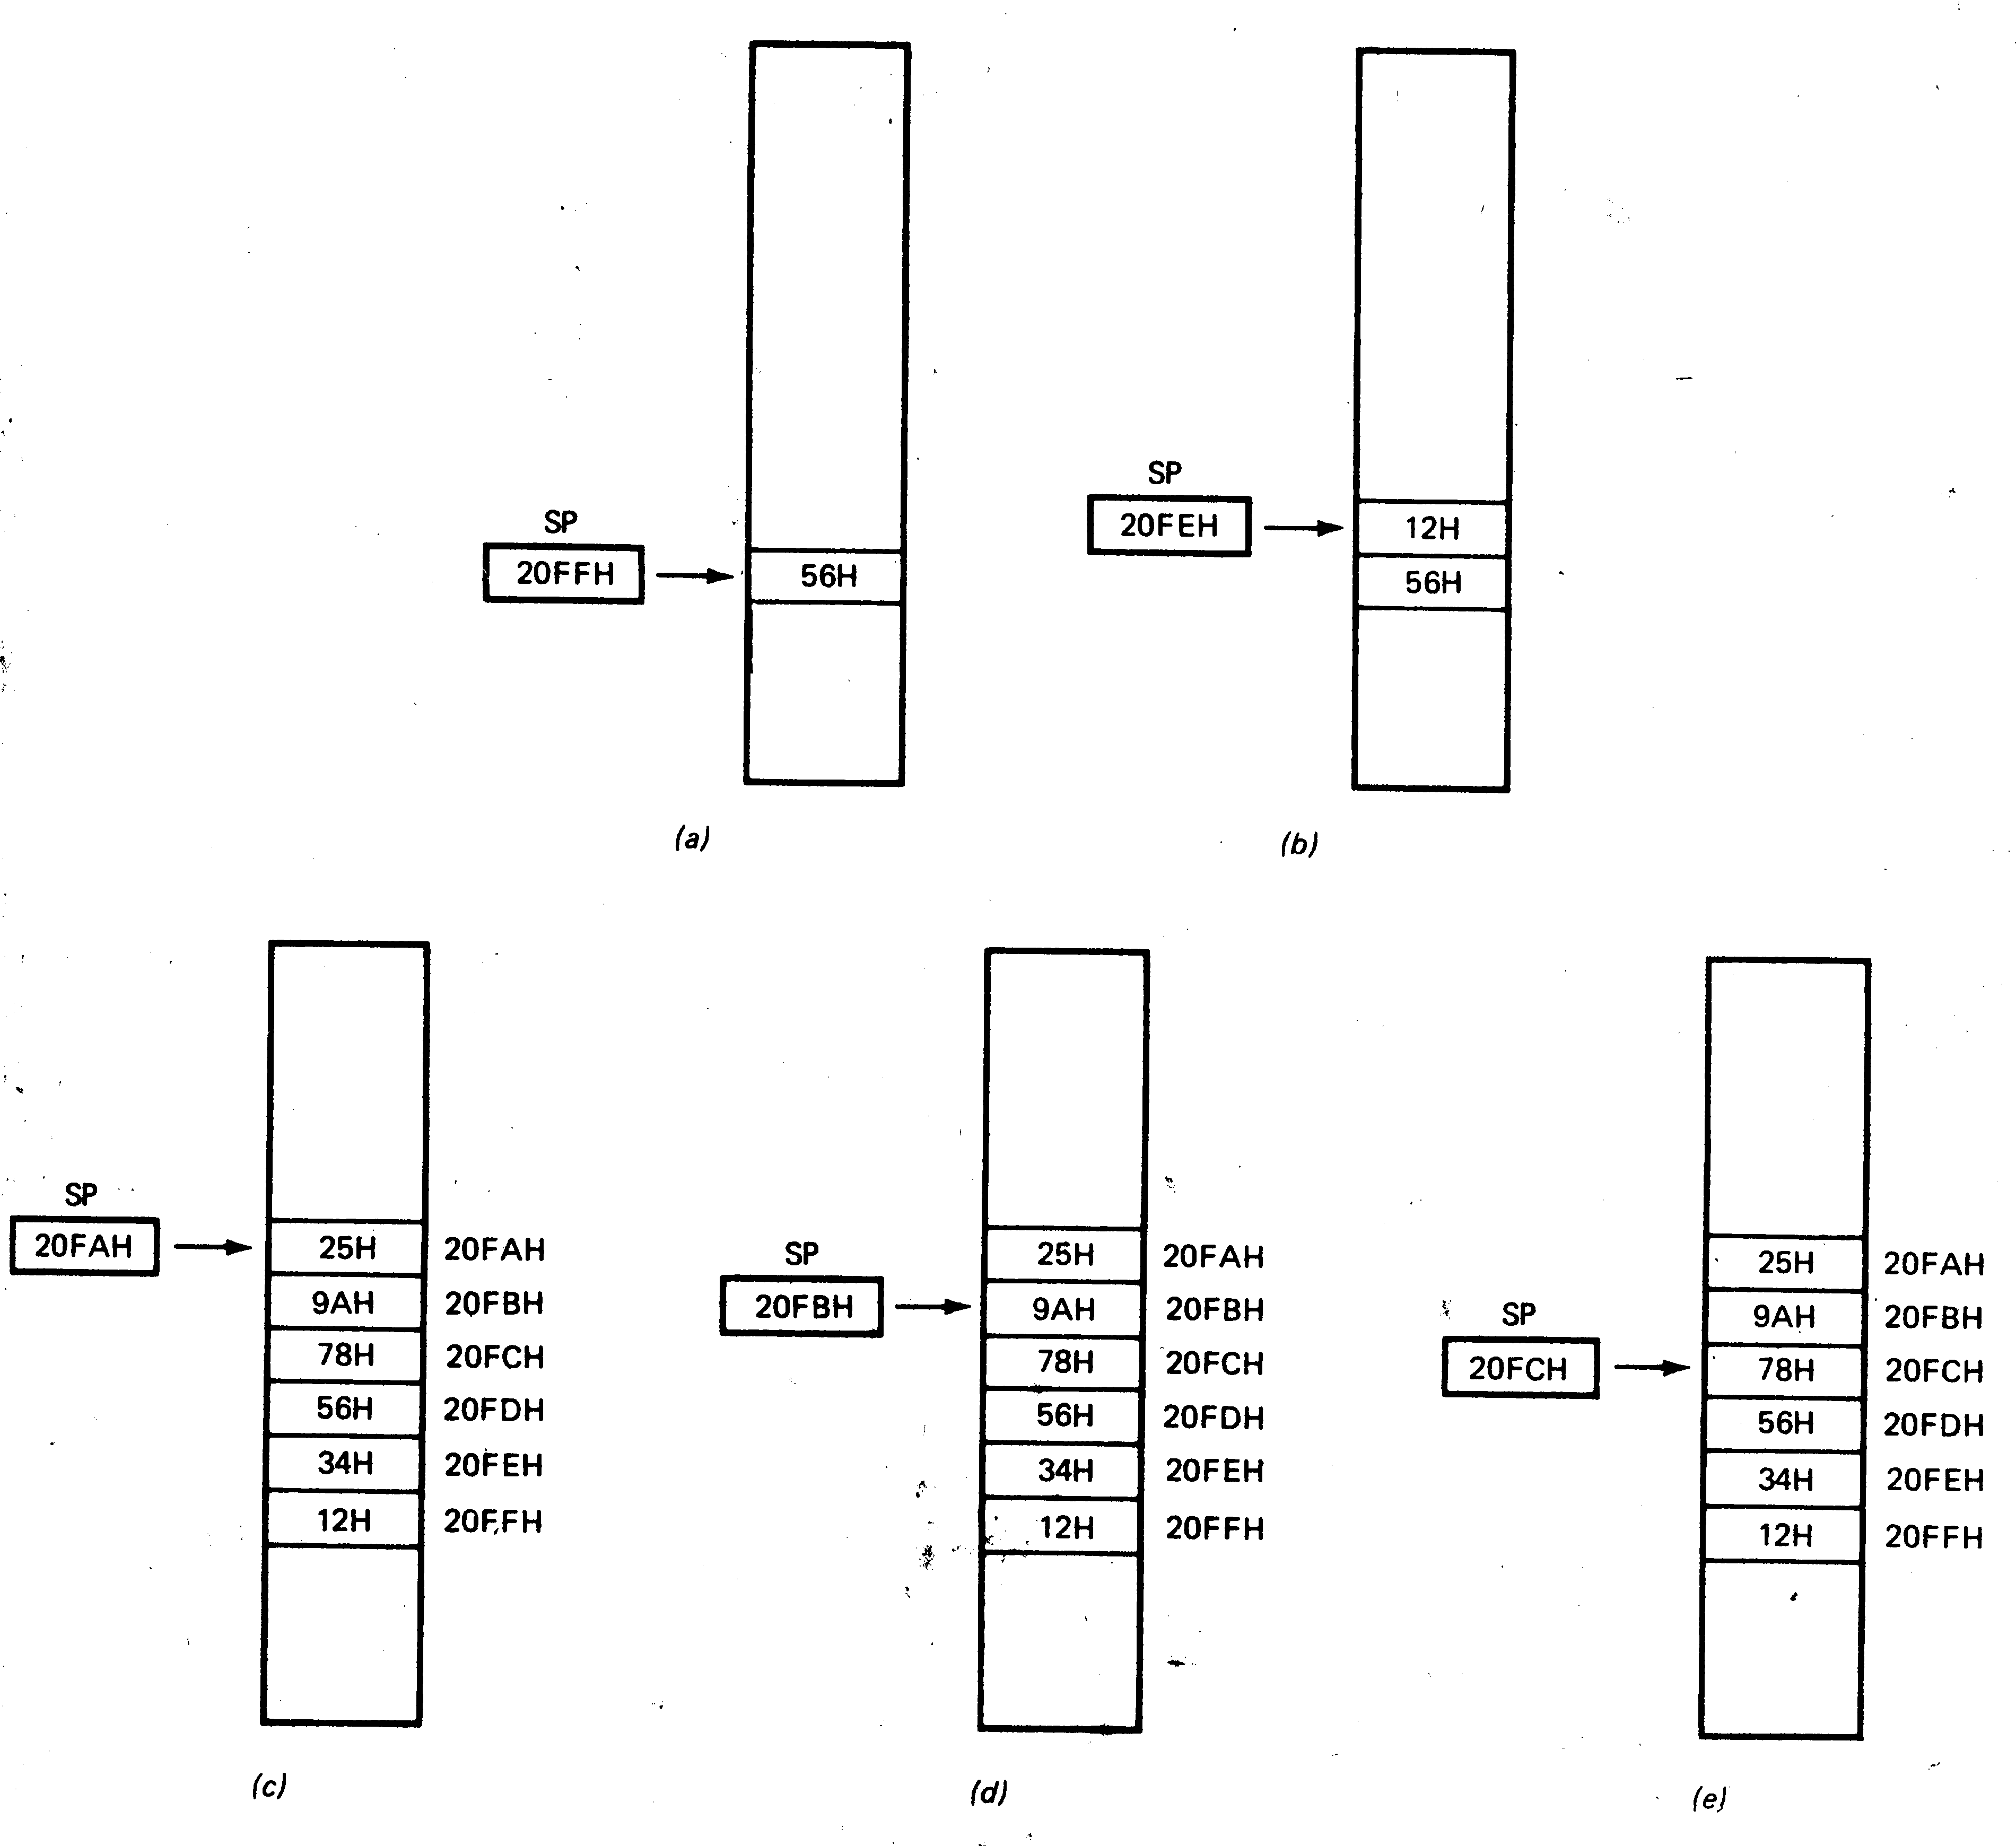 SP
20FFH
56H
(a)
SP
20FEH
12H
56H
(b)
SP
20FAH
25H 20FAH
9AH 20FBH
78H 20FCH
56H 20FDH
34H 20FEH
12H 20FFH
(c)
SP
20FBH
25H 20FAH
9AH 20FBH
78H 20FCH
56H 20FDH
34H 20FEH
12H 20FFH
(d)
SP
20FCH
25H 20FAH
9AH 20FBH
78H 20FCH
56H 20FDH
34H 20FEH
12H 20FFH
(e)